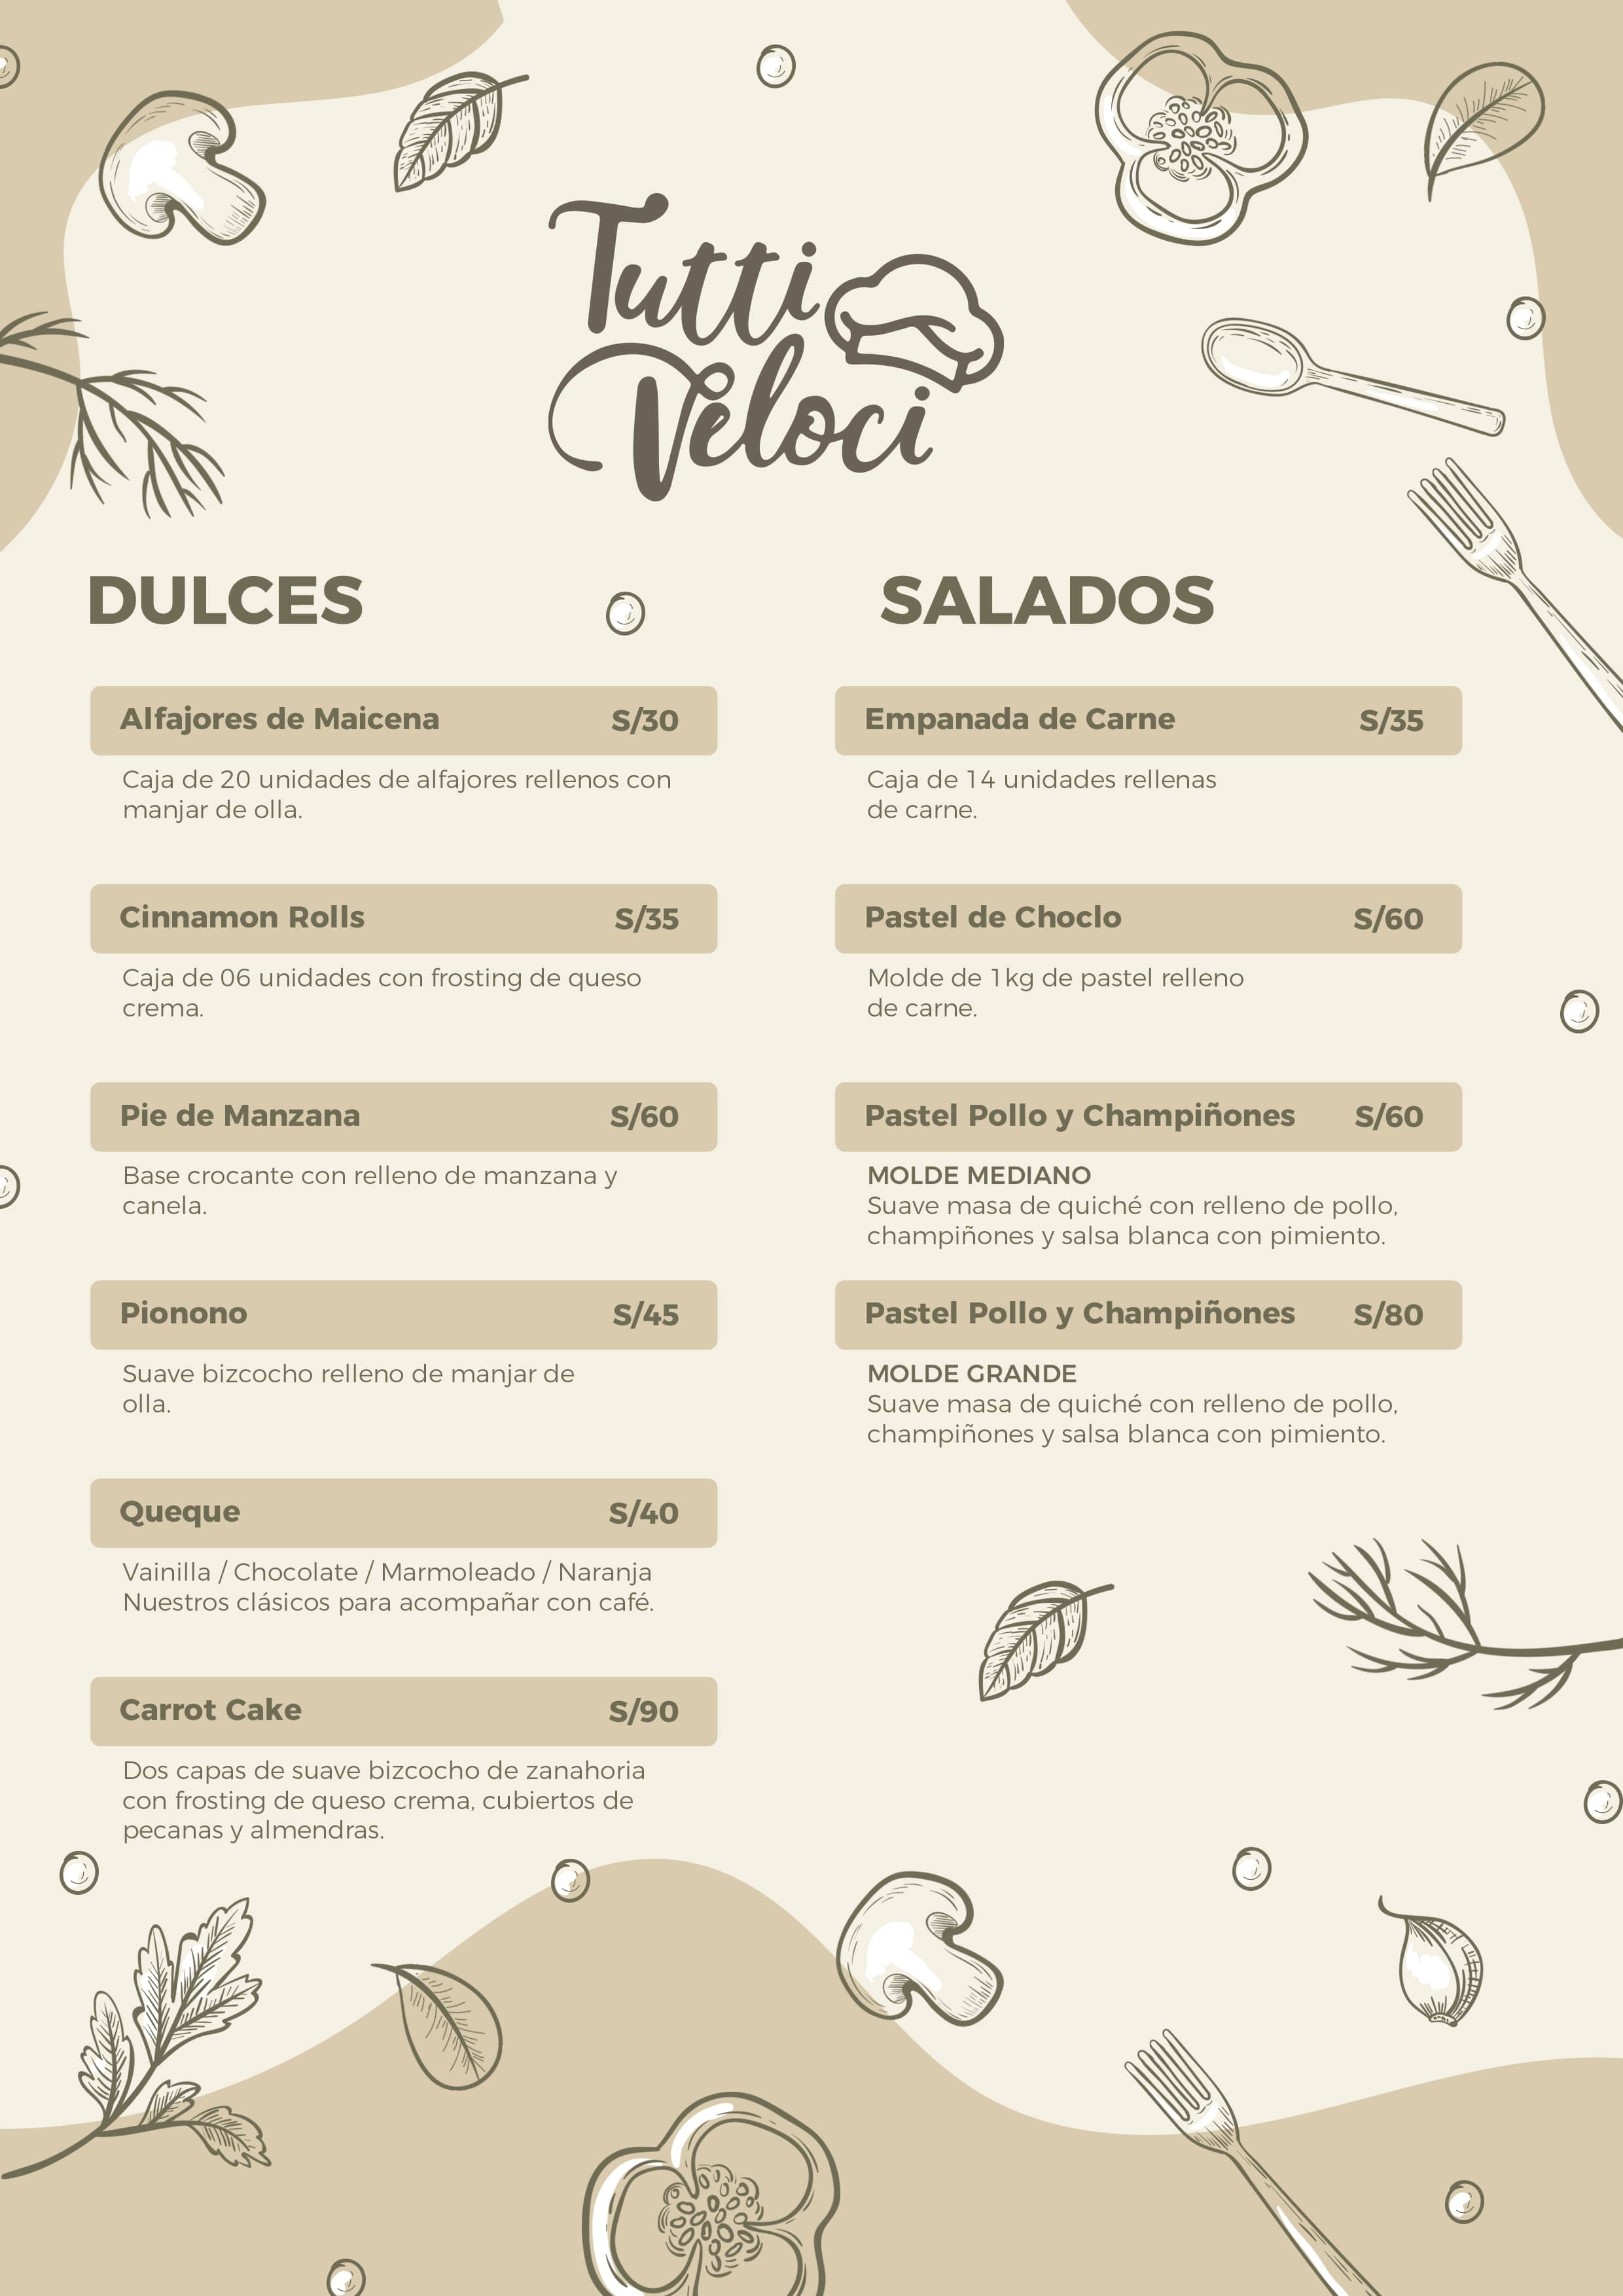 Tutti
Veloci
DULCES
Alfajores de Maicena S/30
Caja de 20 unidades de alfajores rellenos con
manjar de olla.
Cinnamon Rolls S/35
Caja de 06 unidades con frosting de queso
crema.
Pie de Manzana S/60
Base crocante con relleno de manzana y
canela.
Pionono S/45
Suave bizcocho relleno de manjar de
olla.
Queque S/40
Vainilla / Chocolate / Marmoleado / Naranja
Nuestros clásicos para acompañar con café.
Carrot Cake S/90
Dos capas de suave bizcocho de zanahoria
con frosting de queso crema, cubiertos de
pecanas y almendras.
SALADOS
Empanada de Carne S/35
Caja de 14 unidades rellenas
de carne.
Pastel de Choclo S/60
Molde de 1kg de pastel relleno
de carne.
Pastel Pollo y Champiñones S/60
MOLDE MEDIANO
Suave masa de quiché con relleno de pollo,
champiñones y salsa blanca con pimiento.
Pastel Pollo y Champiñones S/80
MOLDE GRANDE
Suave masa de quiché con relleno de pollo,
champiñones y salsa blanca con pimiento.